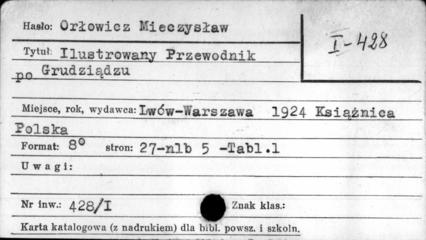 Hasło: Orłowicz Mieczysław
I-428
Tytuł: Ilustrowany Przewodnik
po Grudziądzu
Miejsce, rok, wydawca: Lwów-Warszawa 1924 Książnica
Polska
Format: 8° stron: 27-nlb 5 -Tabl.1
Uwagi:
Nr inw.: 428/I Znak klas.:
Karta katalogowa (z nadrukiem) dla bibl. powsz. i szkoln.